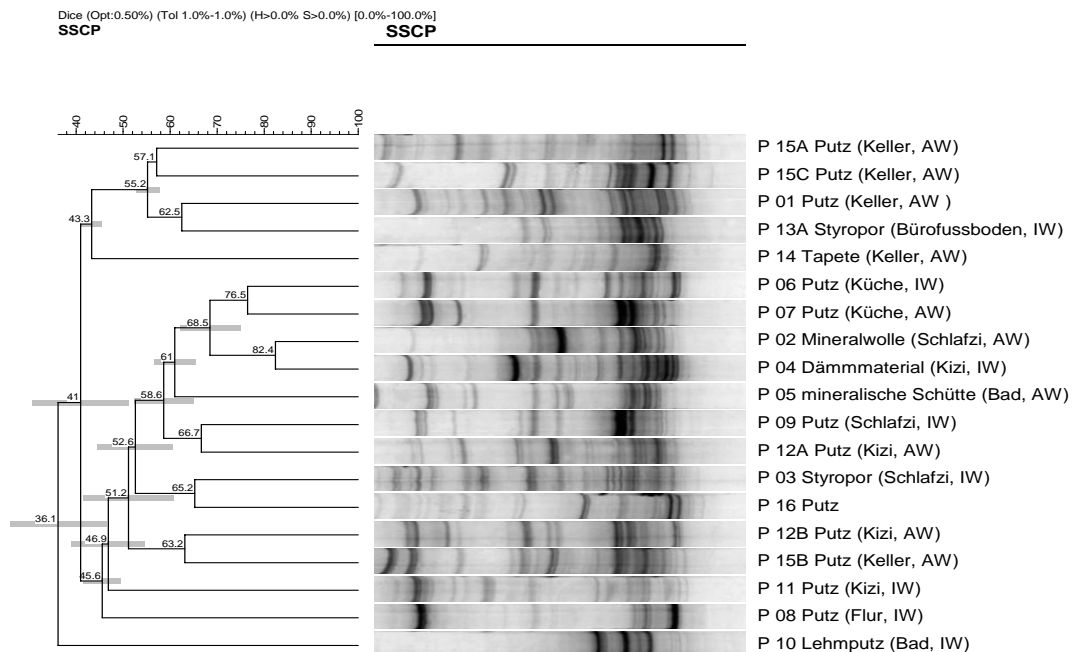 Dice (Opt:0.50%) (Tol 1.0%-1.0%) (H>0.0% S>0.0%) [0.0%-100.0%]
SSCP SSCP
40 50 60 70 80 90 100
P 15A Putz (Keller, AW)
57.1
P 15C Putz (Keller, AW)
55.2
P 01 Putz (Keller, AW )
62.5
43.3
P 13A Styropor (Bürofussboden, IW)
P 14 Tapete (Keller, AW)
P 06 Putz (Küche, IW)
76.5
P 07 Putz (Küche, AW)
68.5
P 02 Mineralwolle (Schlafzi, AW)
82.4
61
P 04 Dämmmaterial (Kizi, IW)
41
58.6
P 05 mineralische Schütte (Bad, AW)
P 09 Putz (Schlafzi, IW)
66.7
52.6
P 12A Putz (Kizi, AW)
P 03 Styropor (Schlafzi, IW)
65.2
51.2
P 16 Putz
36.1
P 12B Putz (Kizi, AW)
46.9
63.2
P 15B Putz (Keller, AW)
45.6
P 11 Putz (Kizi, IW)
P 08 Putz (Flur, IW)
P 10 Lehmputz (Bad, IW)